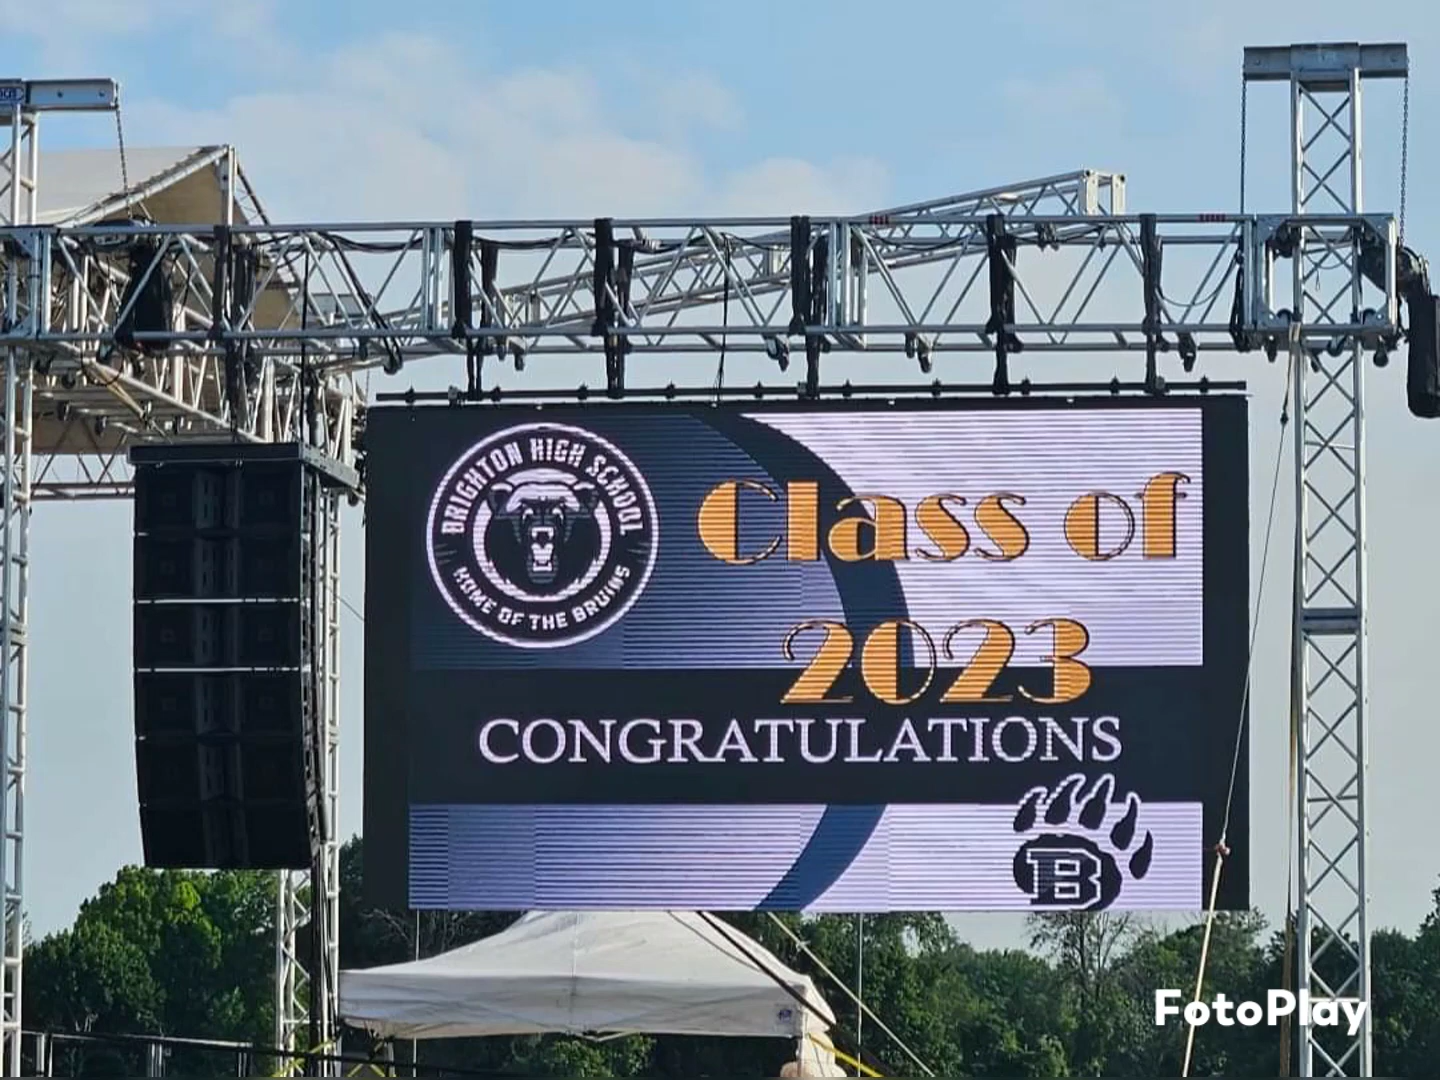 BRIGHTON HIGH SCHOOL
HOME OF THE BRUINS
Class of
2023
CONGRATULATIONS
B
FotoPlay